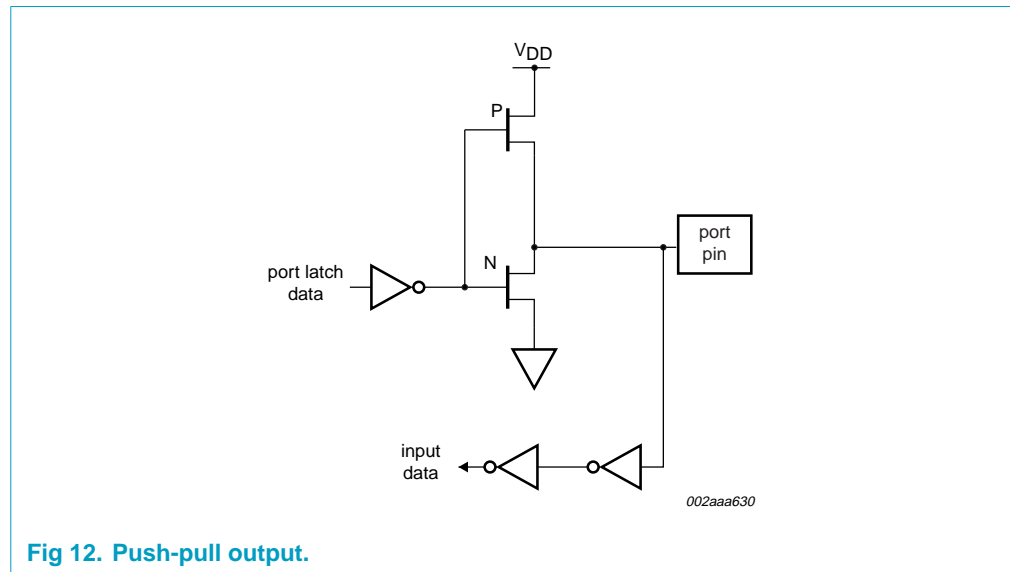 VDD
P
port
pin
N
port latch
data
input
data
002aaa630
Fig 12. Push-pull output.